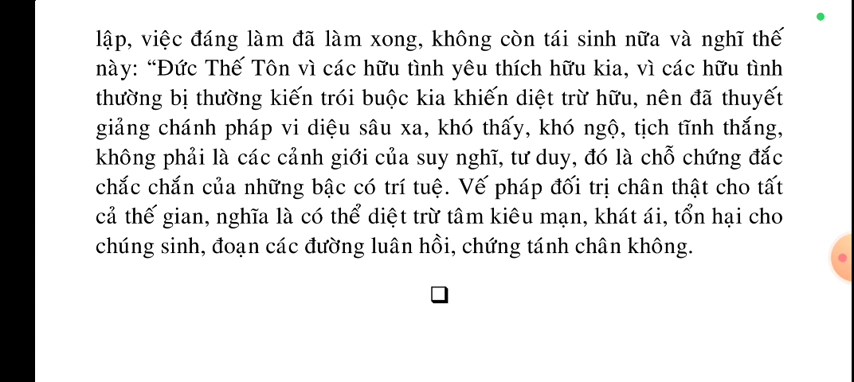 lập, việc đáng làm đã làm xong, không còn tái sinh nữa và nghĩ thế
này: “Đức Thế Tôn vì các hữu tình yêu thích hữu kia, vì các hữu tình
thường bị thường kiến trói buộc kia khiến diệt trừ hữu, nên đã thuyết
giảng chánh pháp vi diệu sâu xa, khó thấy, khó ngộ, tịch tĩnh thắng,
không phải là các cảnh giới của suy nghĩ, tư duy, đó là chỗ chứng đắc
chắc chắn của những bậc có trí tuệ. Vế pháp đối trị chân thật cho tất
cả thế gian, nghĩa là có thể diệt trừ tâm kiêu mạn, khát ái, tổn hại cho
chúng sinh, đoạn các đường luân hồi, chứng tánh chân không.